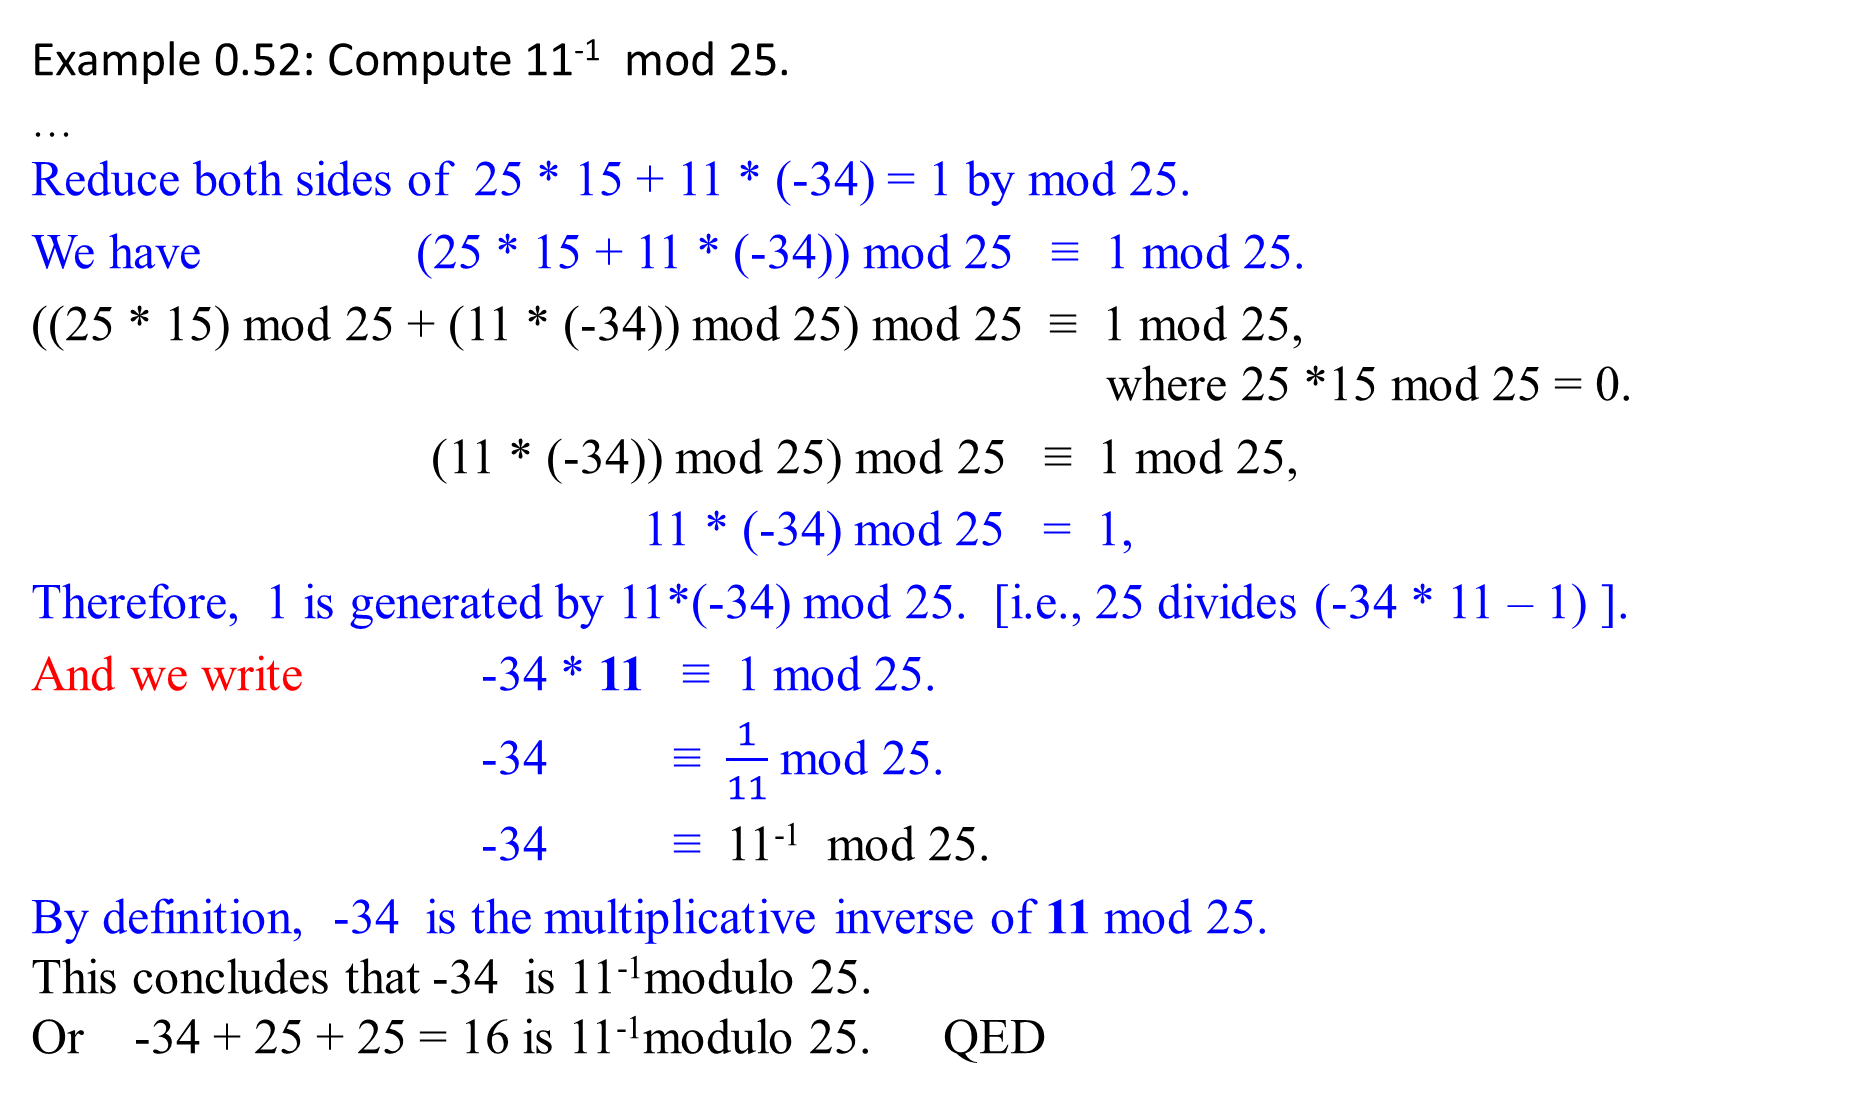 Example 0.52: Compute 11⁻¹ mod 25.
…
Reduce both sides of 25 * 15 + 11 * (-34) = 1 by mod 25.
We have (25 * 15 + 11 * (-34)) mod 25 ≡ 1 mod 25.
((25 * 15) mod 25 + (11 * (-34)) mod 25) mod 25 ≡ 1 mod 25,
where 25 *15 mod 25 = 0.
(11 * (-34)) mod 25) mod 25 ≡ 1 mod 25,
11 * (-34) mod 25 = 1,
Therefore, 1 is generated by 11*(-34) mod 25. [i.e., 25 divides (-34 * 11 – 1) ].
And we write -34 * 11 ≡ 1 mod 25.
-34 ≡ 1/11 mod 25.
-34 ≡ 11⁻¹ mod 25.
By definition, -34 is the multiplicative inverse of 11 mod 25.
This concludes that -34 is 11⁻¹modulo 25.
Or -34 + 25 + 25 = 16 is 11⁻¹modulo 25. QED